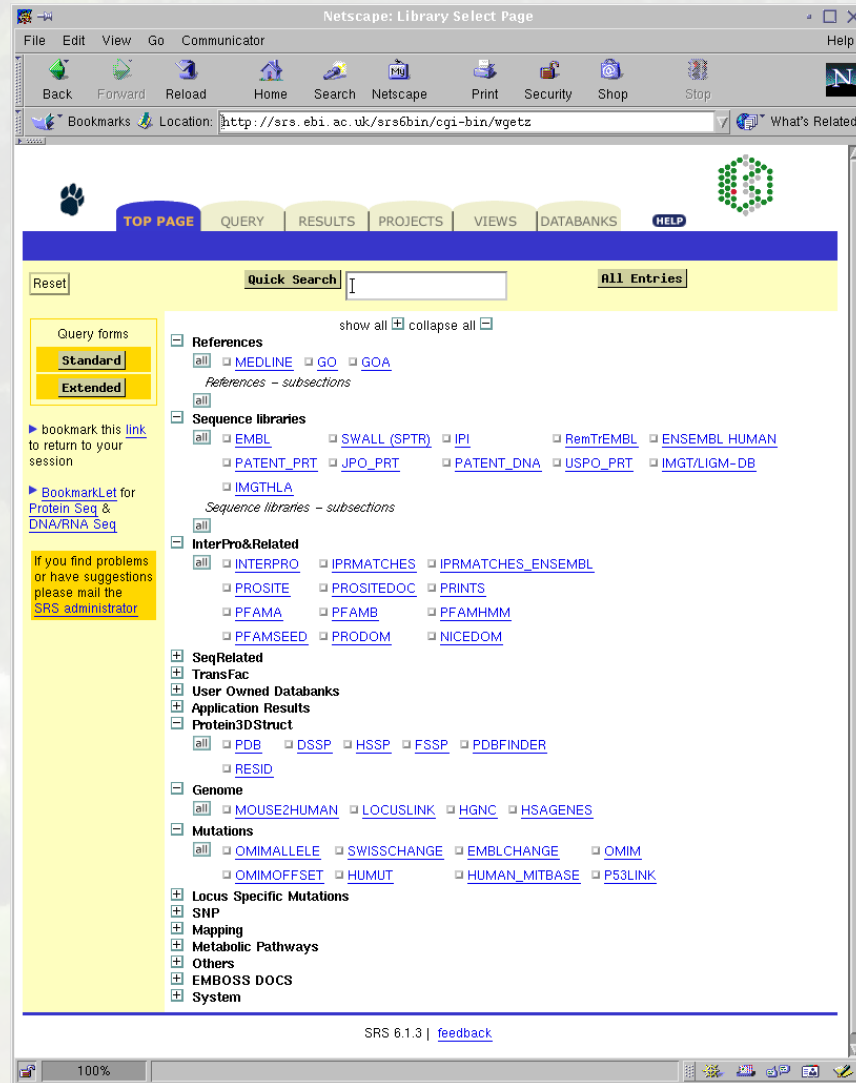 Netscape: Library Select Page
File Edit View Go Communicator Help
Back Forward Reload Home Search Netscape Print Security Shop Stop
My
N
Bookmarks Location: http://srs.ebi.ac.uk/srs6bin/cgi-bin/wgetz What's Related
TOP PAGE QUERY RESULTS PROJECTS VIEWS DATABANKS HELP
Reset Quick Search All Entries
show all collapse all
Query forms
Standard
Extended
bookmark this link
to return to your
session
BookmarkLet for
Protein Seq &
DNA/RNA Seq
If you find problems
or have suggestions
please mail the
SRS administrator
References
all MEDLINE GO GOA
References – subsections
all
Sequence libraries
all EMBL SWALL (SPTR) IPI RemTrEMBL ENSEMBL HUMAN
PATENT_PRT JPO_PRT PATENT_DNA USPO_PRT IMGT/LIGM-DB
IMGTHLA
Sequence libraries – subsections
all
InterPro&Related
all INTERPRO IPRMATCHES IPRMATCHES_ENSEMBL
PROSITE PROSITEDOC PRINTS
PFAMA PFAMB PFAMHMM
PFAMSEED PRODOM NICEDOM
SeqRelated
TransFac
User Owned Databanks
Application Results
Protein3DStruct
all PDB DSSP HSSP FSSP PDBFINDER
RESID
Genome
all MOUSE2HUMAN LOCUSLINK HGNC HSAGENES
Mutations
all OMIMALLELE SWISSCHANGE EMBLCHANGE OMIM
OMIMOFFSET HUMUT HUMAN_MITBASE P53LINK
Locus Specific Mutations
SNP
Mapping
Metabolic Pathways
Others
EMBOSS DOCS
System
SRS 6.1.3 | feedback
100%